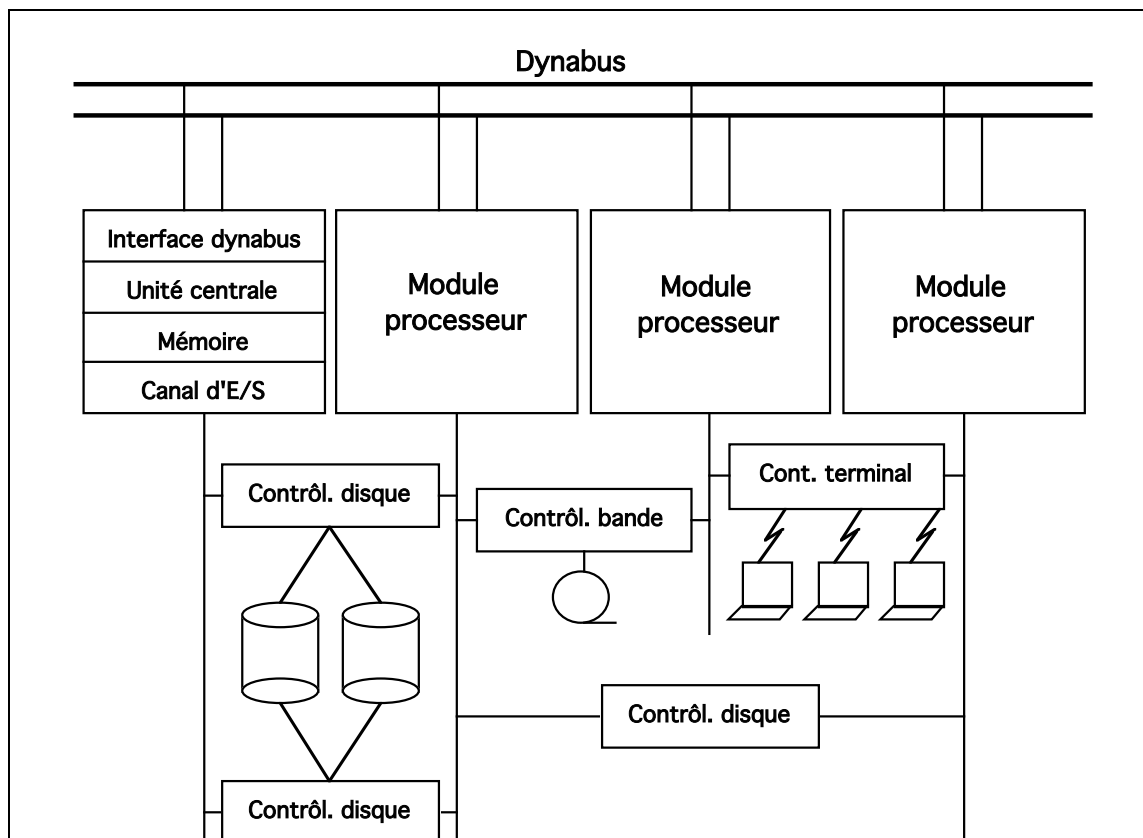 Dynabus
Interface dynabus
Unité centrale
Mémoire
Canal d'E/S
Module
processeur
Module
processeur
Module
processeur
Contrôl. disque
Contrôl. bande
Cont. terminal
Contrôl. disque
Contrôl. disque